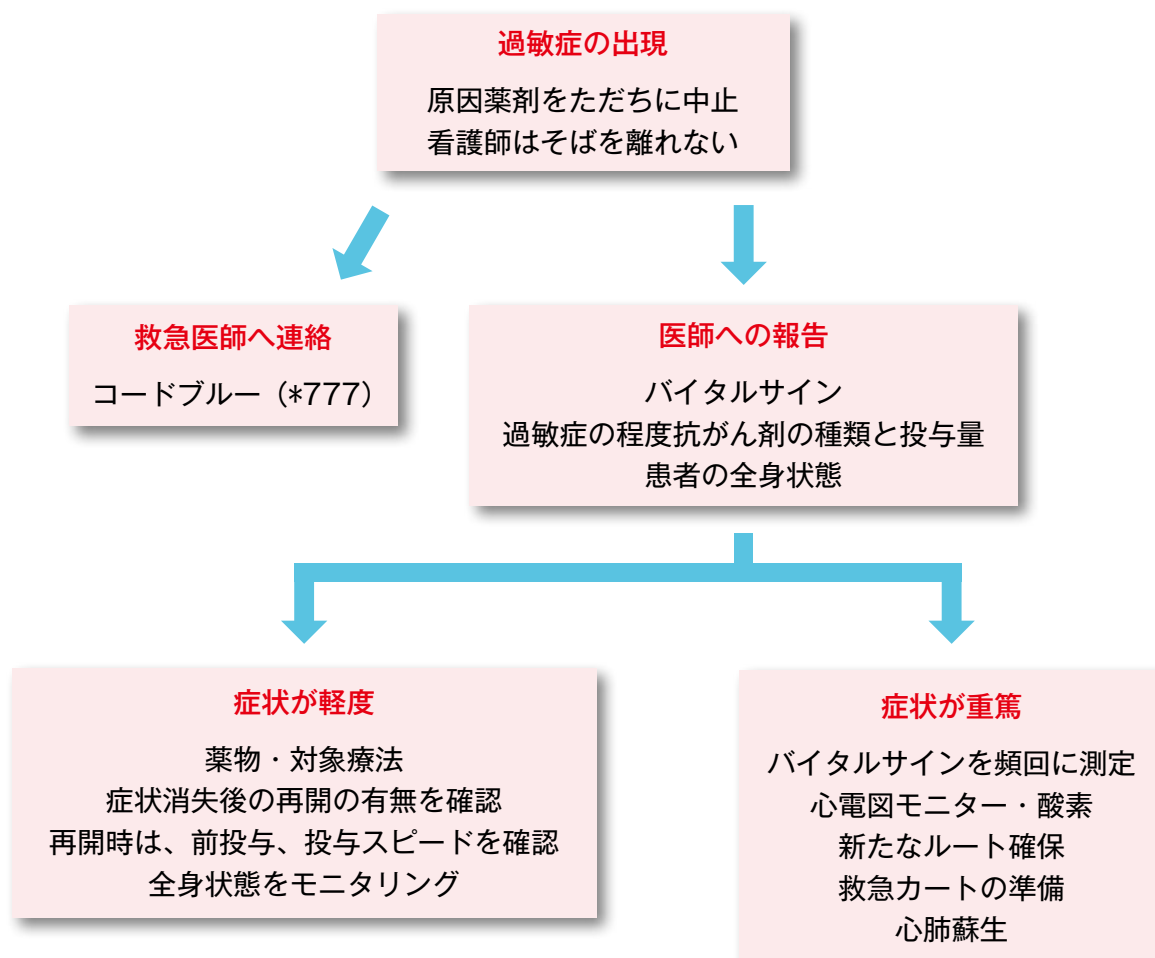 過敏症の出現
原因薬剤をただちに中止
看護師はそばを離れない
救急医師へ連絡
コードブルー（*777）
医師への報告
バイタルサイン
過敏症の程度抗がん剤の種類と投与量
患者の全身状態
症状が軽度
薬物・対象療法
症状消失後の再開の有無を確認
再開時は、前投与、投与スピードを確認
全身状態をモニタリング
症状が重篤
バイタルサインを頻回に測定
心電図モニター・酸素
新たなルート確保
救急カートの準備
心肺蘇生